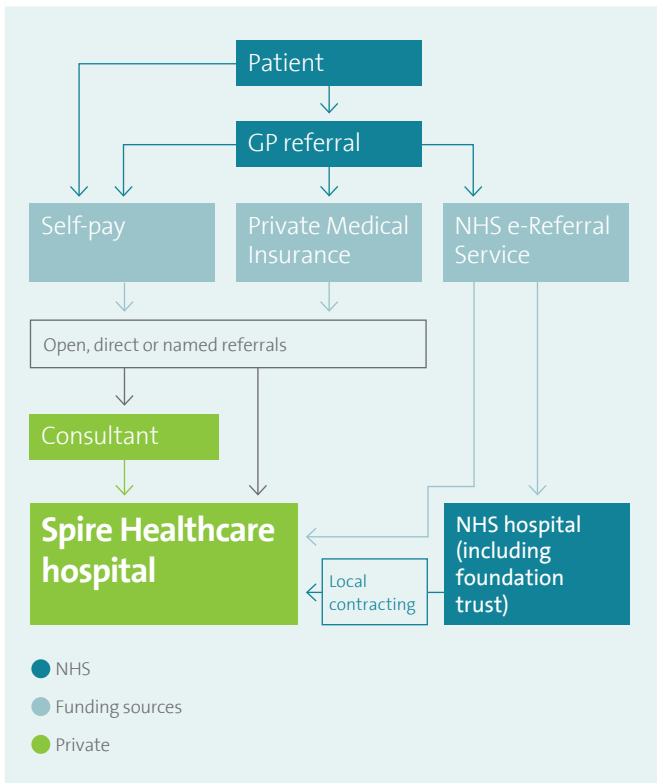 Patient
GP referral
Self-pay
Private Medical
Insurance
NHS e-Referral
Service
Open, direct or named referrals
Consultant
Spire Healthcare
hospital
NHS hospital
(including
foundation
trust)
Local
contracting
NHS
Funding sources
Private